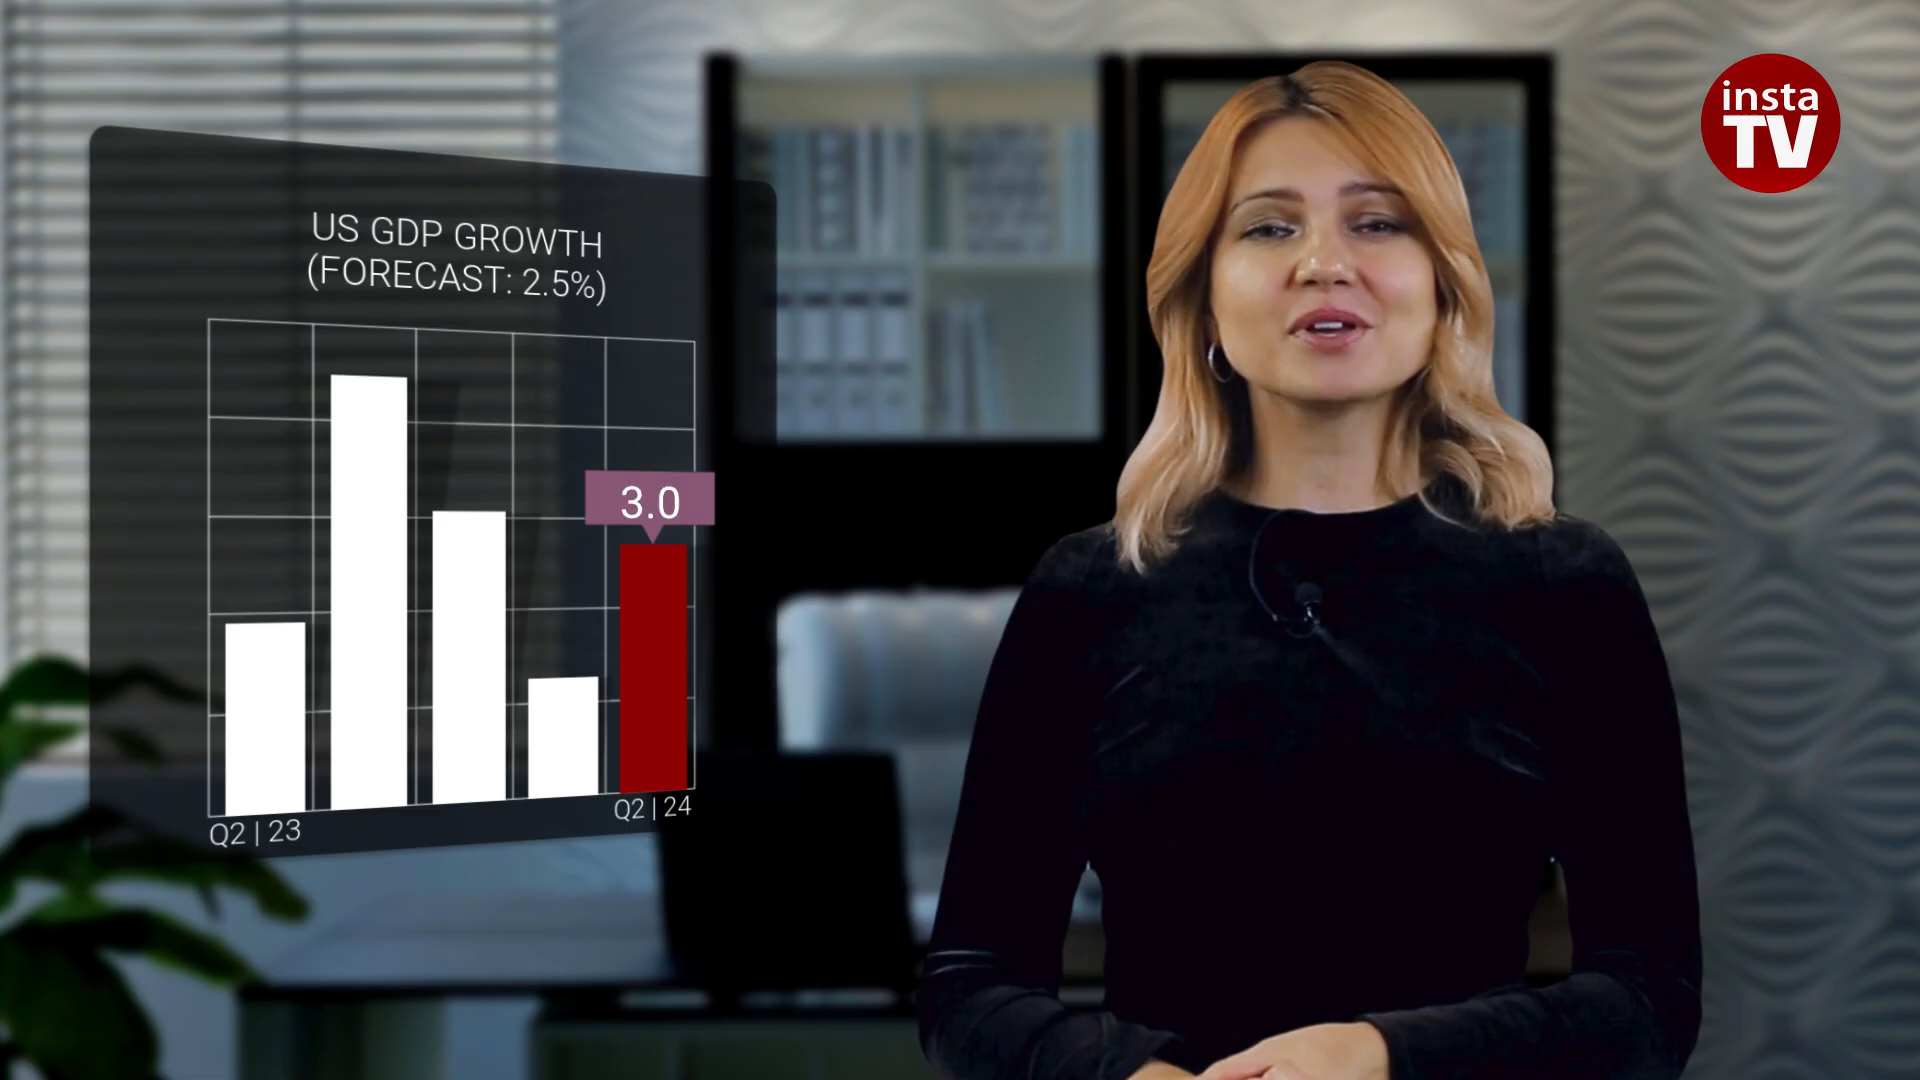 insta
TV
US GDP GROWTH
(FORECAST: 2.5%)
3.0
Q2 | 23
Q2 | 24